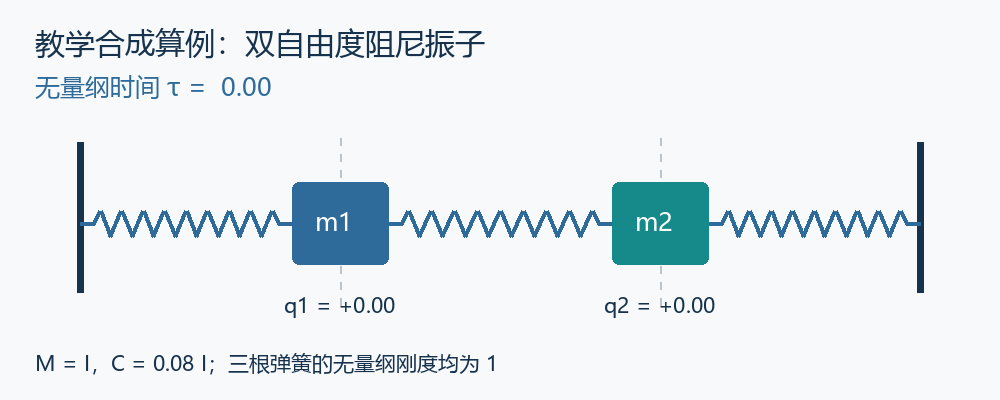 教学合成算例：双自由度阻尼振子
无量纲时间 τ = 0.00
m1
m2
q1 = +0.00
q2 = +0.00
M = I，C = 0.08 I；三根弹簧的无量纲刚度均为 1